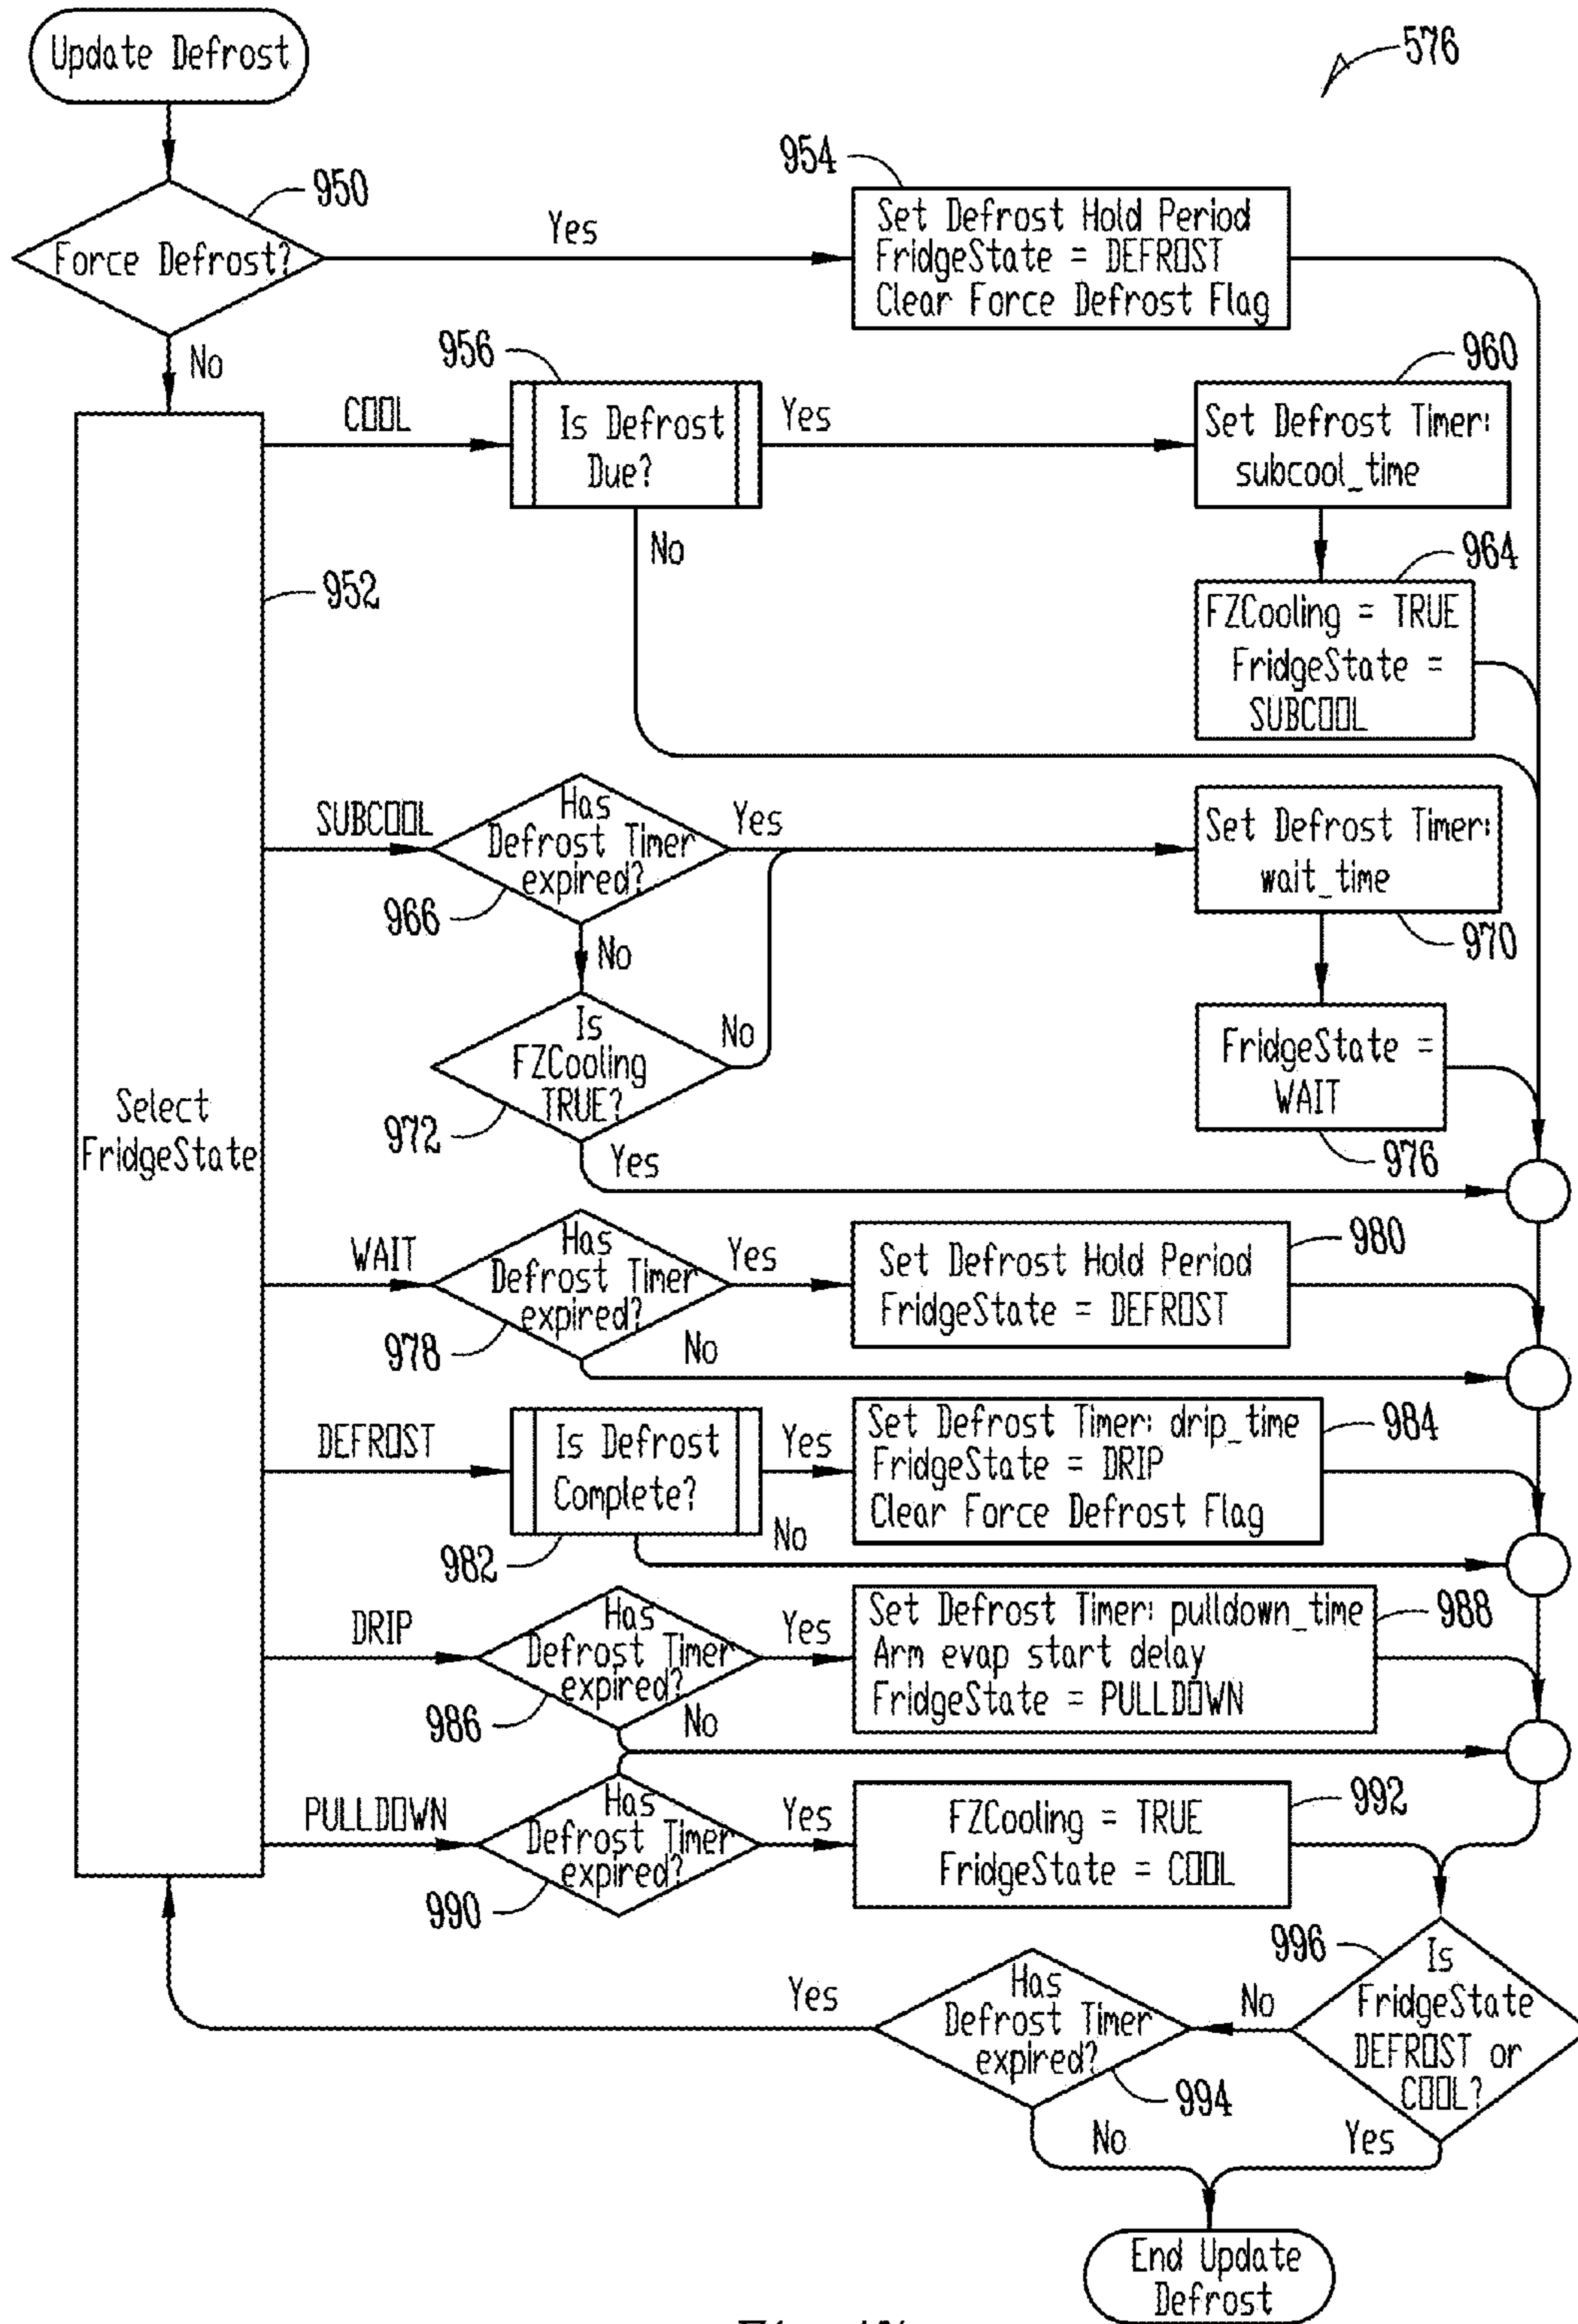 Update Defrost
576
950
Force Defrost?
Yes
No
954
Set Defrost Hold Period
FridgeState = DEFROST
Clear Force Defrost Flag
952
Select
FridgeState
COOL
956
Is Defrost
Due?
Yes
No
960
Set Defrost Timer:
subcool_time
964
FZCooling = TRUE
FridgeState =
SUBCOOL
SUBCOOL
Has
Defrost Timer
expired?
966
Yes
No
Set Defrost Timer:
wait_time
970
Is
FZCooling
TRUE?
972
No
Yes
FridgeState =
WAIT
976
WAIT
Has
Defrost Timer
expired?
978
Yes
No
Set Defrost Hold Period
FridgeState = DEFROST
980
DEFROST
Is Defrost
Complete?
982
Yes
No
Set Defrost Timer: drip_time
FridgeState = DRIP
Clear Force Defrost Flag
984
DRIP
Has
Defrost Timer
expired?
986
Yes
No
Set Defrost Timer: pulldown_time
Arm evap start delay
FridgeState = PULLDOWN
988
PULLDOWN
Has
Defrost Timer
expired?
990
Yes
FZCooling = TRUE
FridgeState = COOL
992
996
Is
FridgeState
DEFROST or
COOL?
No
Yes
Has
Defrost Timer
expired?
994
Yes
No
End Update
Defrost